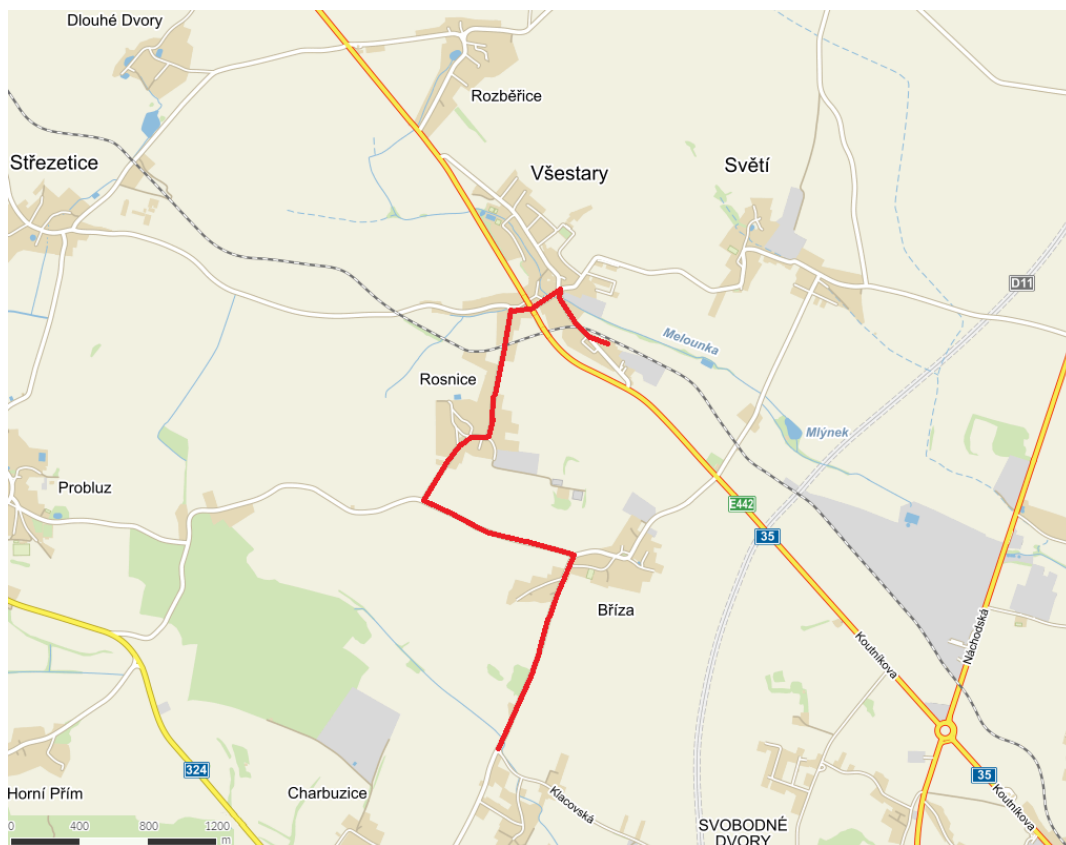 Dlouhé Dvory
Rozběřice
Střezetice
Všestary
Světí
D11
Melounka
Rosnice
Mlýnek
Probluz
E442
35
Bříza
Náchodská
Koutníkova
324
35
Horní Přím
Charbuzice
Klacovská
Koutníkova
SVOBODNÉ
DVORY
0 400 800 1200
m